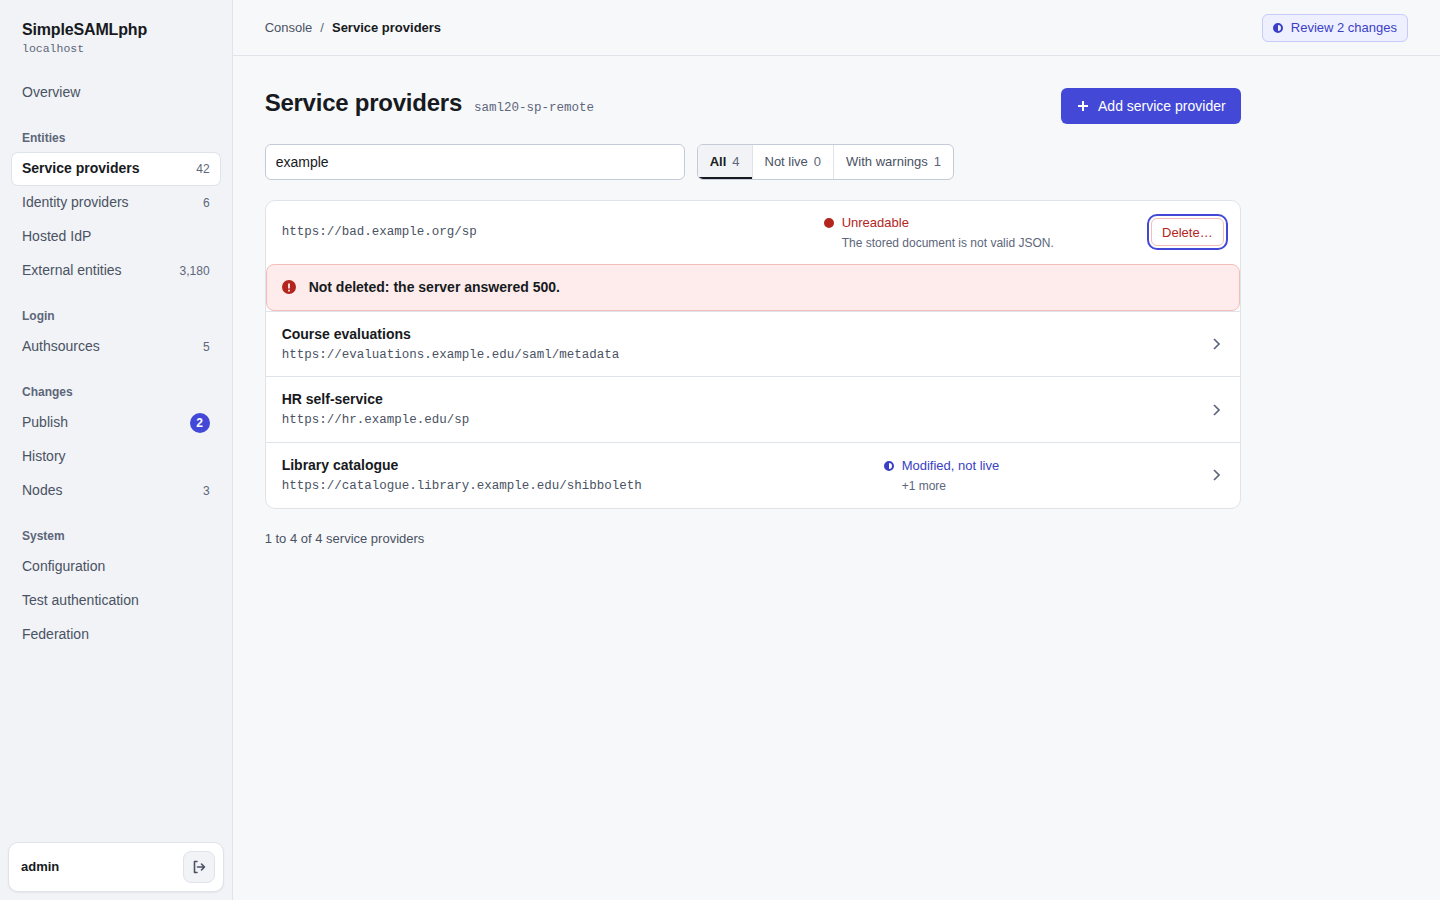 SimpleSAMLphp
localhost
Overview
Entities
Service providers 42
Identity providers 6
Hosted IdP
External entities 3,180
Login
Authsources 5
Changes
Publish 2
History
Nodes 3
System
Configuration
Test authentication
Federation
admin
Console / Service providers
Review 2 changes
Service providers saml20-sp-remote
Add service provider
example
All 4 Not live 0 With warnings 1
https://bad.example.org/sp
Unreadable
The stored document is not valid JSON.
Delete…
Not deleted: the server answered 500.
Course evaluations
https://evaluations.example.edu/saml/metadata
HR self-service
https://hr.example.edu/sp
Library catalogue
https://catalogue.library.example.edu/shibboleth
Modified, not live
+1 more
1 to 4 of 4 service providers